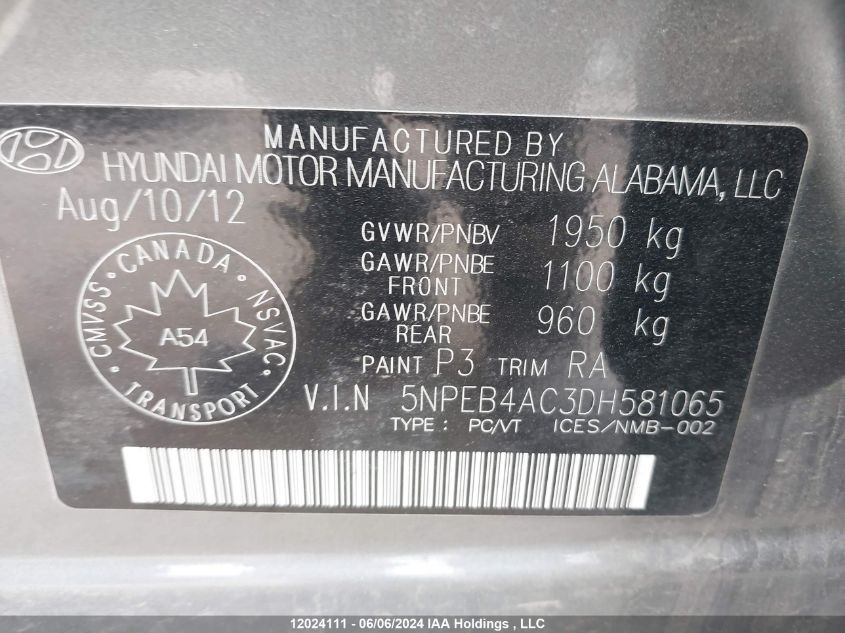 MANUFACTURED BY
HYUNDAI MOTOR MANUFACTURING ALABAMA, LLC
Aug/10/12
GVWR/PNBV 1950 kg
GAWR/PNBE FRONT 1100 kg
GAWR/PNBE REAR 960 kg
CANADA
CMVSS NSVAC
A54
TRANSPORT
PAINT P3 TRIM RA
V.I.N 5NPEB4AC3DH581065
TYPE : PC/VT ICES/NMB-002
12024111 - 06/06/2024 IAA Holdings , LLC